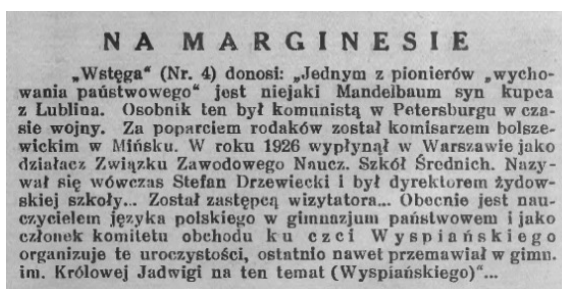 NA MARGINESIE
„Wstęga“ (Nr. 4) donosi: „Jednym z pionierów „wycho-
wania państwowego“ jest niejaki Mandelbaum syn kupca
z Lublina. Osobnik ten był komunistą w Petersburgu w cza-
sie wojny. Za poparciem rodaków został komisarzem bolsze-
wickim w Mińsku. W roku 1926 wypłynął w Warszawie jako
działacz Związku Zawodowego Naucz. Szkół Średnich. Nazy-
wał się wówczas Stefan Drzewiecki i był dyrektorem żydow-
skiej szkoły... Został zastępcą wizytatora... Obecnie jest nau-
czycielem języka polskiego w gimnazjum państwowem i jako
członek komitetu obchodu ku czci Wyspiańskiego
organizuje te uroczystości, ostatnio nawet przemawiał w gimn.
im. Królowej Jadwigi na ten temat (Wyspiańskiego)“...